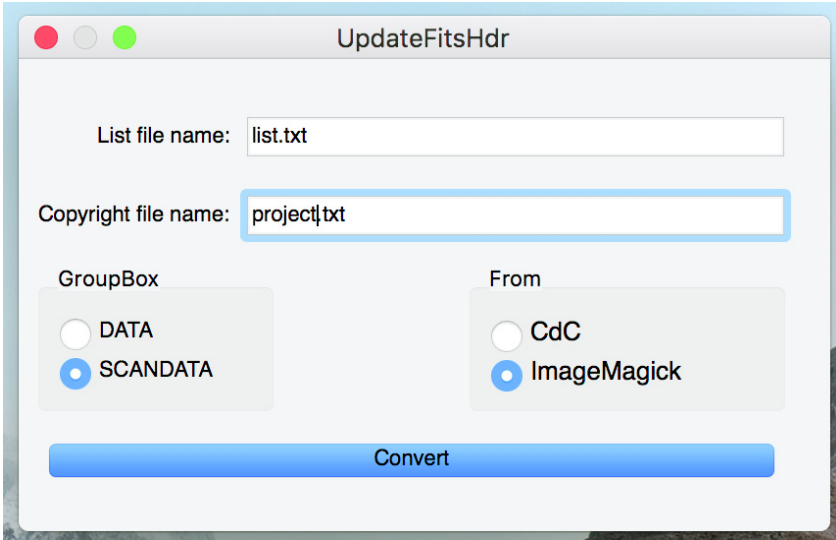 UpdateFitsHdr
List file name: list.txt
Copyright file name: project.txt
GroupBox From
DATA CdC
SCANDATA ImageMagick
Convert